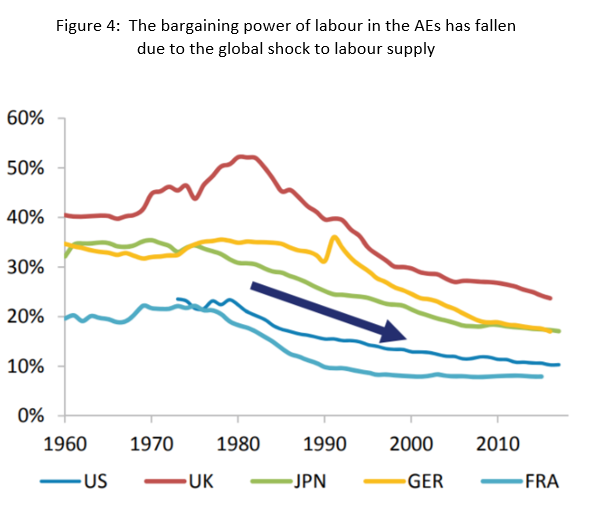 Figure 4:  The bargaining power of labour in the AEs has fallen
due to the global shock to labour supply
60%
50%
40%
30%
20%
10%
0%
1960 1970 1980 1990 2000 2010
US UK JPN GER FRA